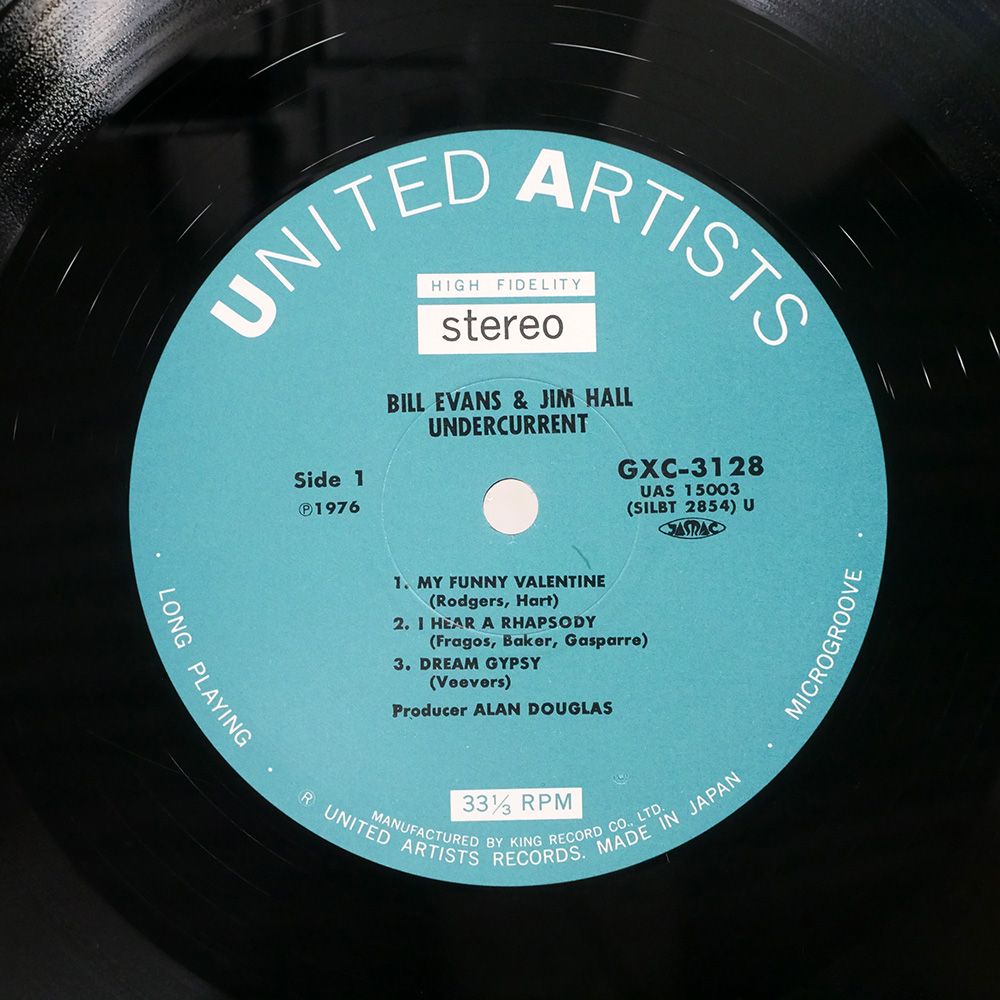 UNITED ARTISTS
HIGH FIDELITY
stereo
BILL EVANS & JIM HALL
UNDERCURRENT
Side 1
℗1976
GXC-3128
UAS 15003
(SILBT 2854) U
JASRAC
1. MY FUNNY VALENTINE
(Rodgers, Hart)
2. I HEAR A RHAPSODY
(Fragos, Baker, Gasparre)
3. DREAM GYPSY
(Veevers)
Producer ALAN DOUGLAS
· LONG PLAYING ·
· MICROGROOVE ·
33⅓ RPM
MANUFACTURED BY KING RECORD CO., LTD.
® UNITED ARTISTS RECORDS. MADE IN JAPAN